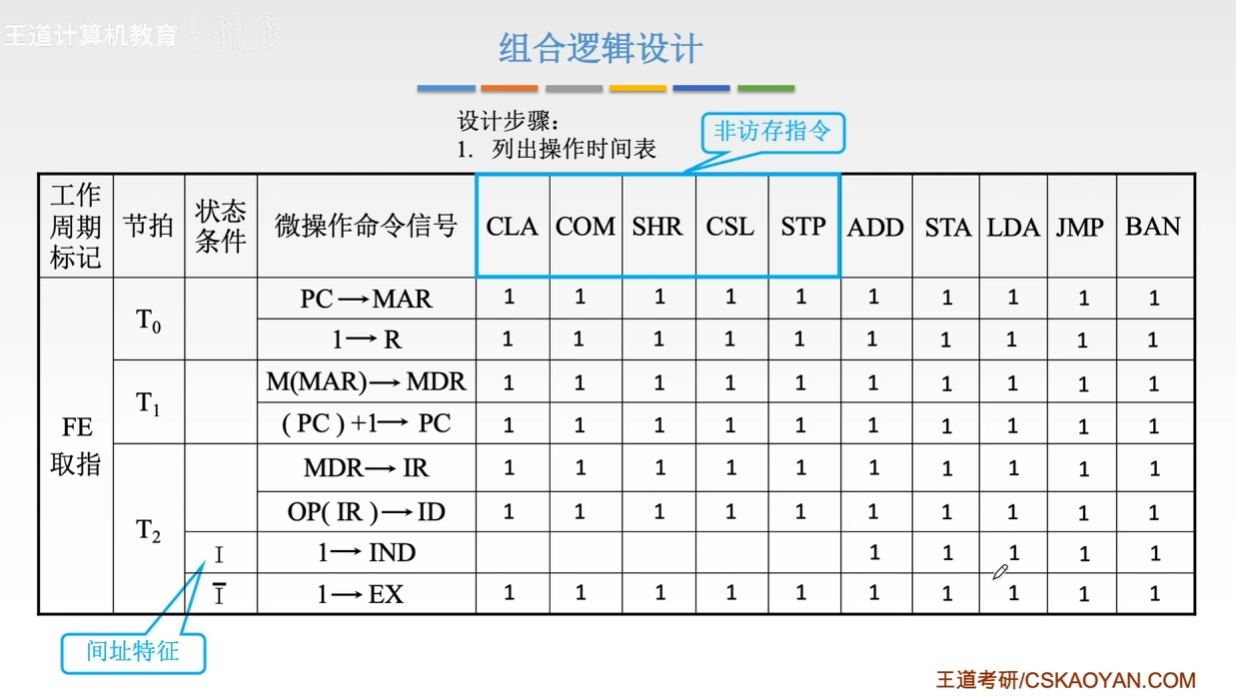 王道计算机教育
组合逻辑设计
设计步骤:
1. 列出操作时间表
非访存指令
工作周期标记 节拍 状态条件 微操作命令信号 CLA COM SHR CSL STP ADD STA LDA JMP BAN
FE 取指 T₀ PC→MAR 1 1 1 1 1 1 1 1 1 1
1→R 1 1 1 1 1 1 1 1 1 1
T₁ M(MAR)→MDR 1 1 1 1 1 1 1 1 1 1
(PC)+1→PC 1 1 1 1 1 1 1 1 1 1
T₂ MDR→IR 1 1 1 1 1 1 1 1 1 1
OP(IR)→ID 1 1 1 1 1 1 1 1 1 1
I 1→IND 1 1 1 1 1
Ī 1→EX 1 1 1 1 1 1 1 1 1 1
间址特征
王道考研/CSKAOYAN.COM